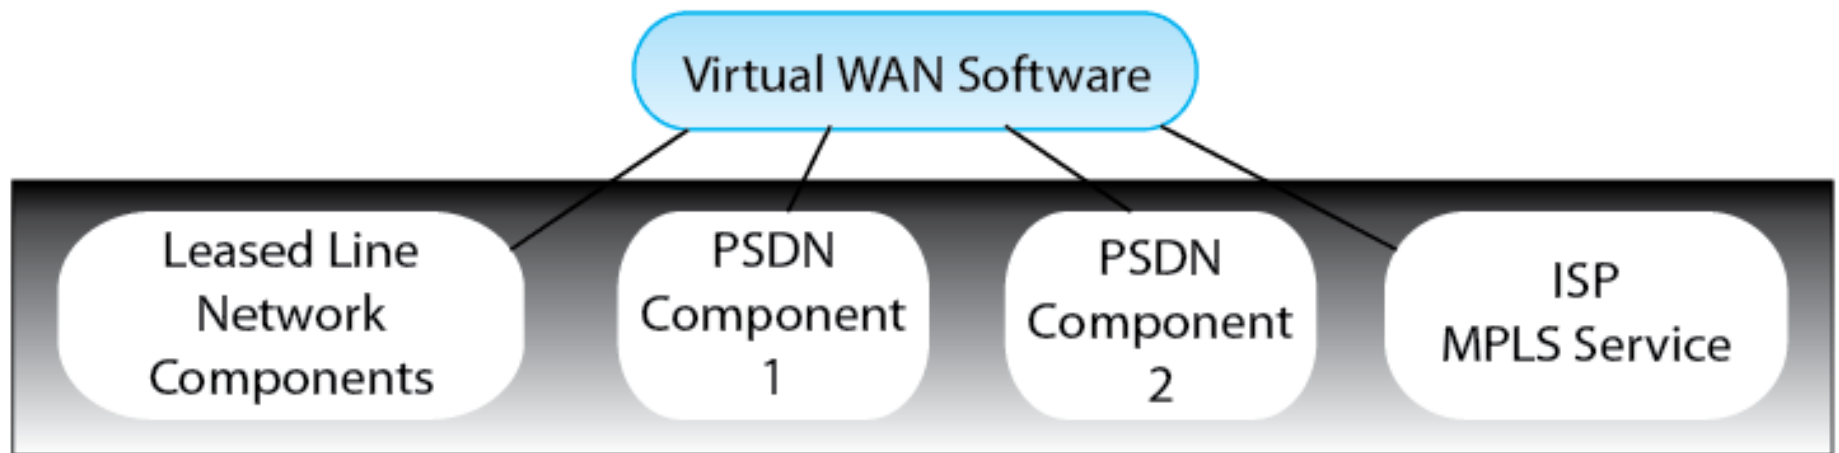 Virtual WAN Software
Leased Line
Network
Components
PSDN
Component
1
PSDN
Component
2
ISP
MPLS Service